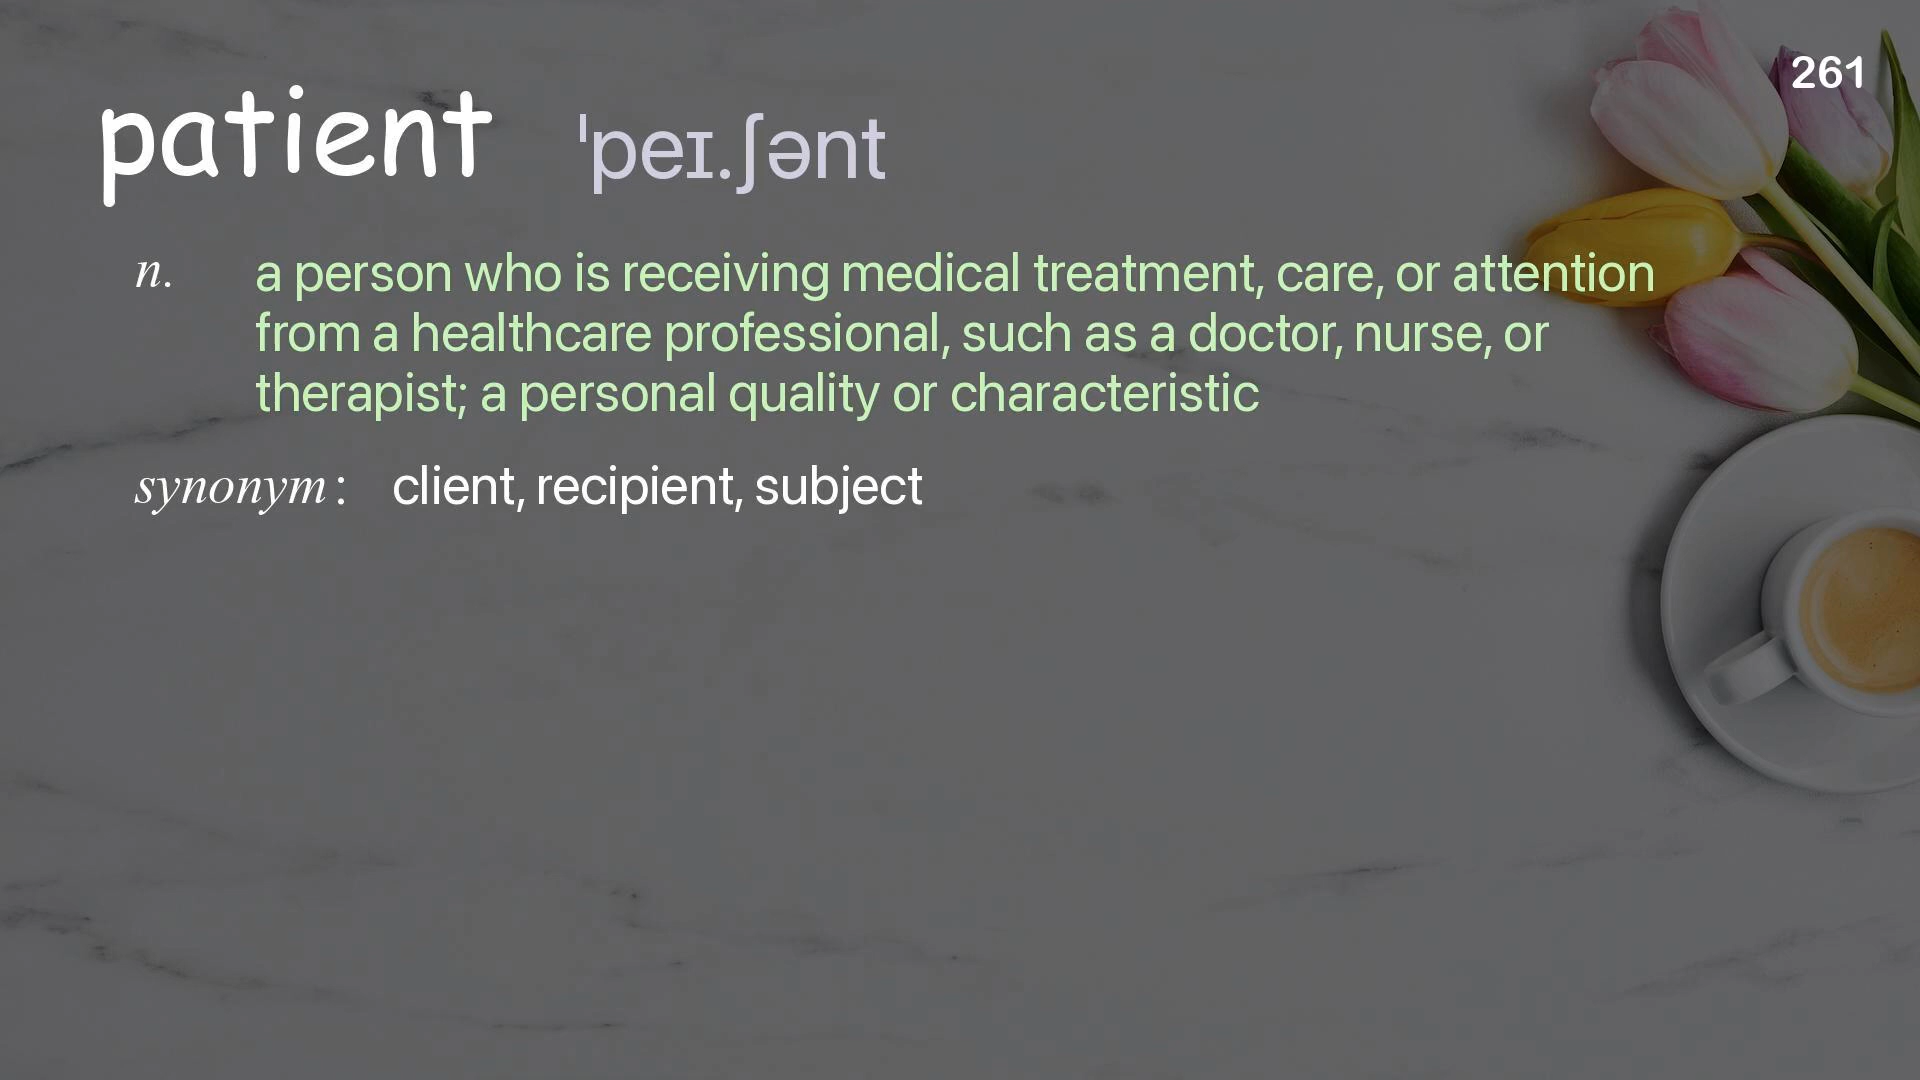 261
patient ˈpeɪ.ʃənt
n. a person who is receiving medical treatment, care, or attention
from a healthcare professional, such as a doctor, nurse, or
therapist; a personal quality or characteristic
synonym: client, recipient, subject